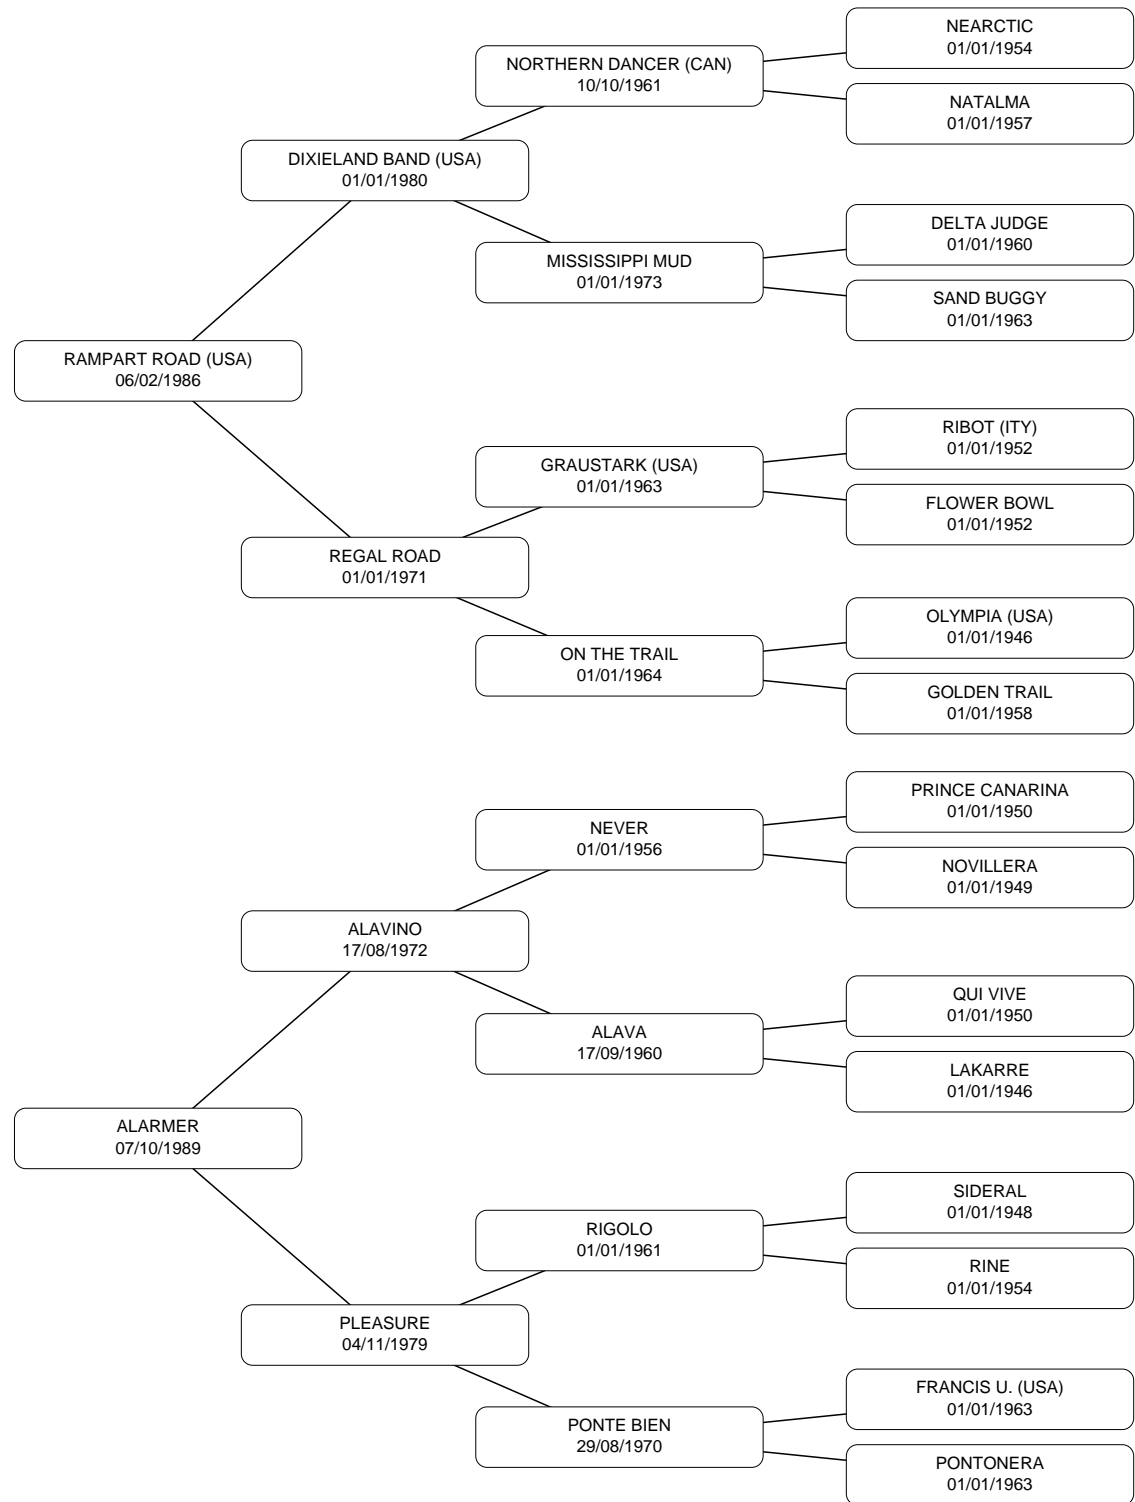 NEARCTIC
01/01/1954
NORTHERN DANCER (CAN)
10/10/1961
NATALMA
01/01/1957
DIXIELAND BAND (USA)
01/01/1980
DELTA JUDGE
01/01/1960
MISSISSIPPI MUD
01/01/1973
SAND BUGGY
01/01/1963
RAMPART ROAD (USA)
06/02/1986
RIBOT (ITY)
01/01/1952
GRAUSTARK (USA)
01/01/1963
FLOWER BOWL
01/01/1952
REGAL ROAD
01/01/1971
OLYMPIA (USA)
01/01/1946
ON THE TRAIL
01/01/1964
GOLDEN TRAIL
01/01/1958
PRINCE CANARINA
01/01/1950
NEVER
01/01/1956
NOVILLERA
01/01/1949
ALAVINO
17/08/1972
QUI VIVE
01/01/1950
ALAVA
17/09/1960
LAKARRE
01/01/1946
ALARMER
07/10/1989
SIDERAL
01/01/1948
RIGOLO
01/01/1961
RINE
01/01/1954
PLEASURE
04/11/1979
FRANCIS U. (USA)
01/01/1963
PONTE BIEN
29/08/1970
PONTONERA
01/01/1963